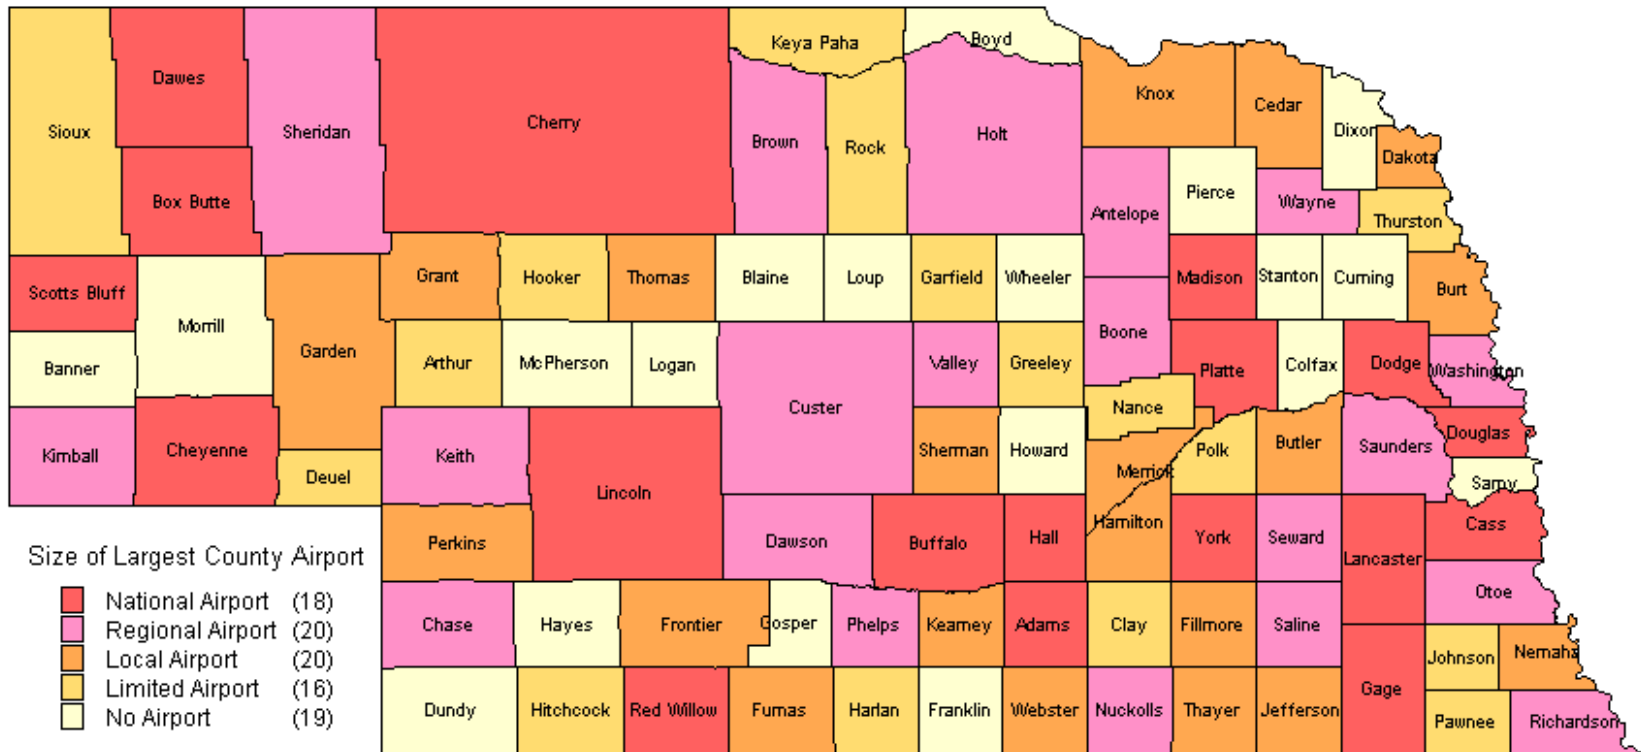 Keya Paha
Boyd
Dawes
Knox
Cedar
Sioux
Sheridan
Cherry
Brown
Rock
Holt
Dixon
Dakota
Box Butte
Antelope
Pierce
Wayne
Thurston
Scotts Bluff
Grant
Hooker
Thomas
Blaine
Loup
Garfield
Wheeler
Madison
Stanton
Cuming
Burt
Morrill
Garden
Banner
Arthur
McPherson
Logan
Valley
Greeley
Boone
Platte
Colfax
Dodge
Washington
Custer
Nance
Kimball
Cheyenne
Deuel
Keith
Lincoln
Sherman
Howard
Merrick
Polk
Butler
Saunders
Douglas
Sarpy
Perkins
Dawson
Buffalo
Hall
Hamilton
York
Seward
Lancaster
Cass
Otoe
Size of Largest County Airport
National Airport (18)
Regional Airport (20)
Local Airport (20)
Limited Airport (16)
No Airport (19)
Chase
Hayes
Frontier
Gosper
Phelps
Kearney
Adams
Clay
Fillmore
Saline
Johnson
Nemaha
Dundy
Hitchcock
Red Willow
Furnas
Harlan
Franklin
Webster
Nuckolls
Thayer
Jefferson
Gage
Pawnee
Richardson